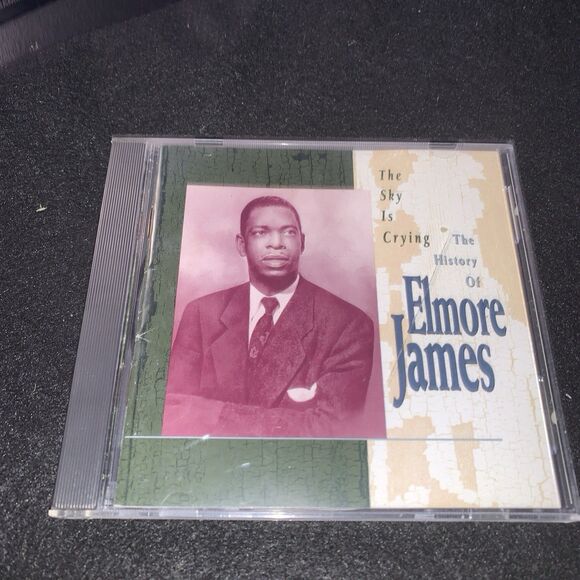 The
Sky
Is
Crying
The
History
Of
Elmore
James